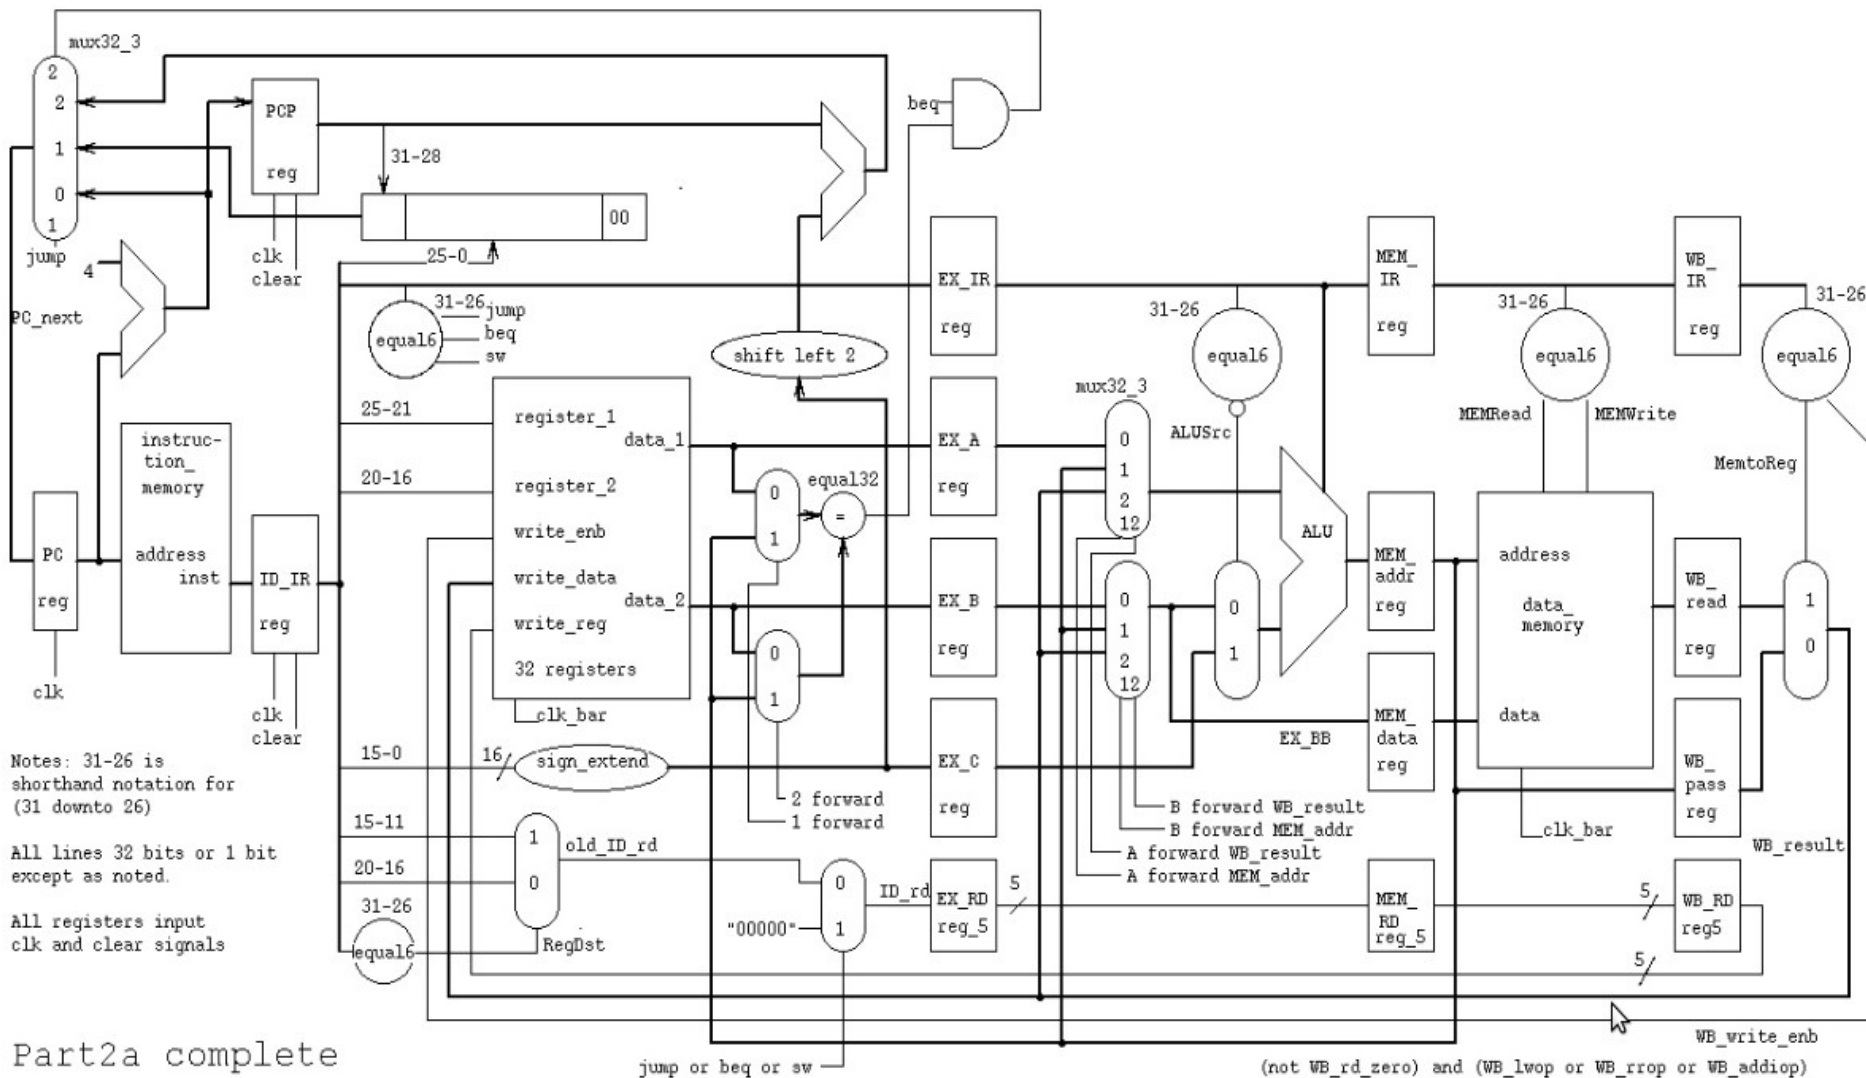 mux32_3
2
2
1
0
1
jump
4
PC_next
PCP
reg
clk
clear
31-28
00
25-0
beq
31-26
equal6
jump
beq
sw
shift left 2
EX_IR
reg
31-26
equal6
ALUSrc
MEM_
IR
reg
31-26
equal6
MEMRead
MEMWrite
WB_
IR
reg
31-26
equal6
MemtoReg
PC
reg
clk
instruc-
tion_
memory
address
inst
ID_IR
reg
clk
clear
25-21
20-16
register_1
data_1
register_2
write_enb
write_data
data_2
write_reg
32 registers
clk_bar
0
1
equal32
=
0
1
EX_A
reg
EX_B
reg
EX_C
reg
mux32_3
0
1
2
12
0
1
2
12
0
1
ALU
MEM_
addr
reg
MEM_
data
reg
EX_BB
address
data_
memory
data
clk_bar
WB_
read
reg
WB_
pass
reg
1
0
WB_result
15-0
16
sign_extend
2 forward
1 forward
B forward WB_result
B forward MEM_addr
A forward WB_result
A forward MEM_addr
15-11
20-16
1
0
old_ID_rd
31-26
equal6
RegDst
"00000"
0
1
ID_rd
EX_RD
reg_5
5
MEM_
RD
reg_5
5
WB_RD
reg5
5
Notes: 31-26 is
shorthand notation for
(31 downto 26)
All lines 32 bits or 1 bit
except as noted.
All registers input
clk and clear signals
Part2a complete
jump or beq or sw
WB_write_enb
(not WB_rd_zero) and (WB_lwop or WB_rrop or WB_addiop)